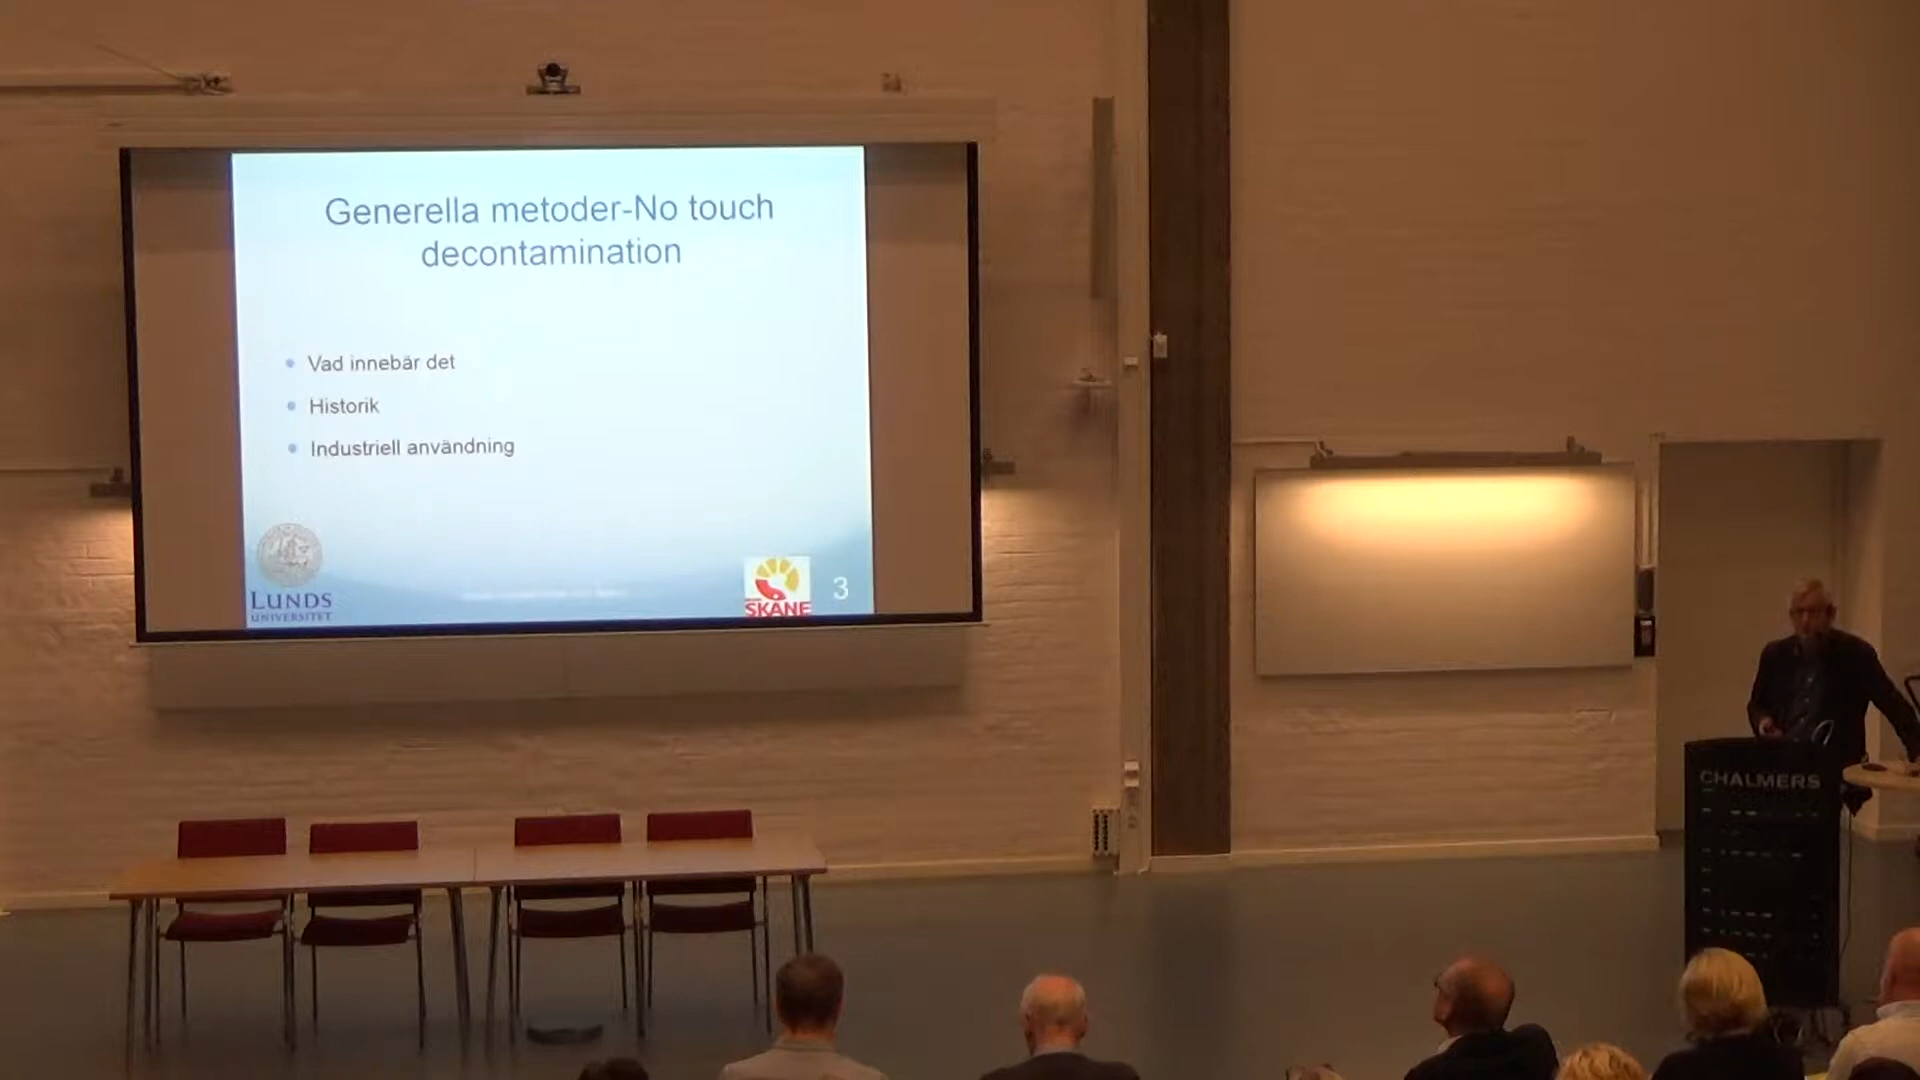 Generella metoder-No touch
decontamination
Vad innebär det
Historik
Industriell användning
LUNDS
UNIVERSITET
SKÅNE
3
CHALMERS